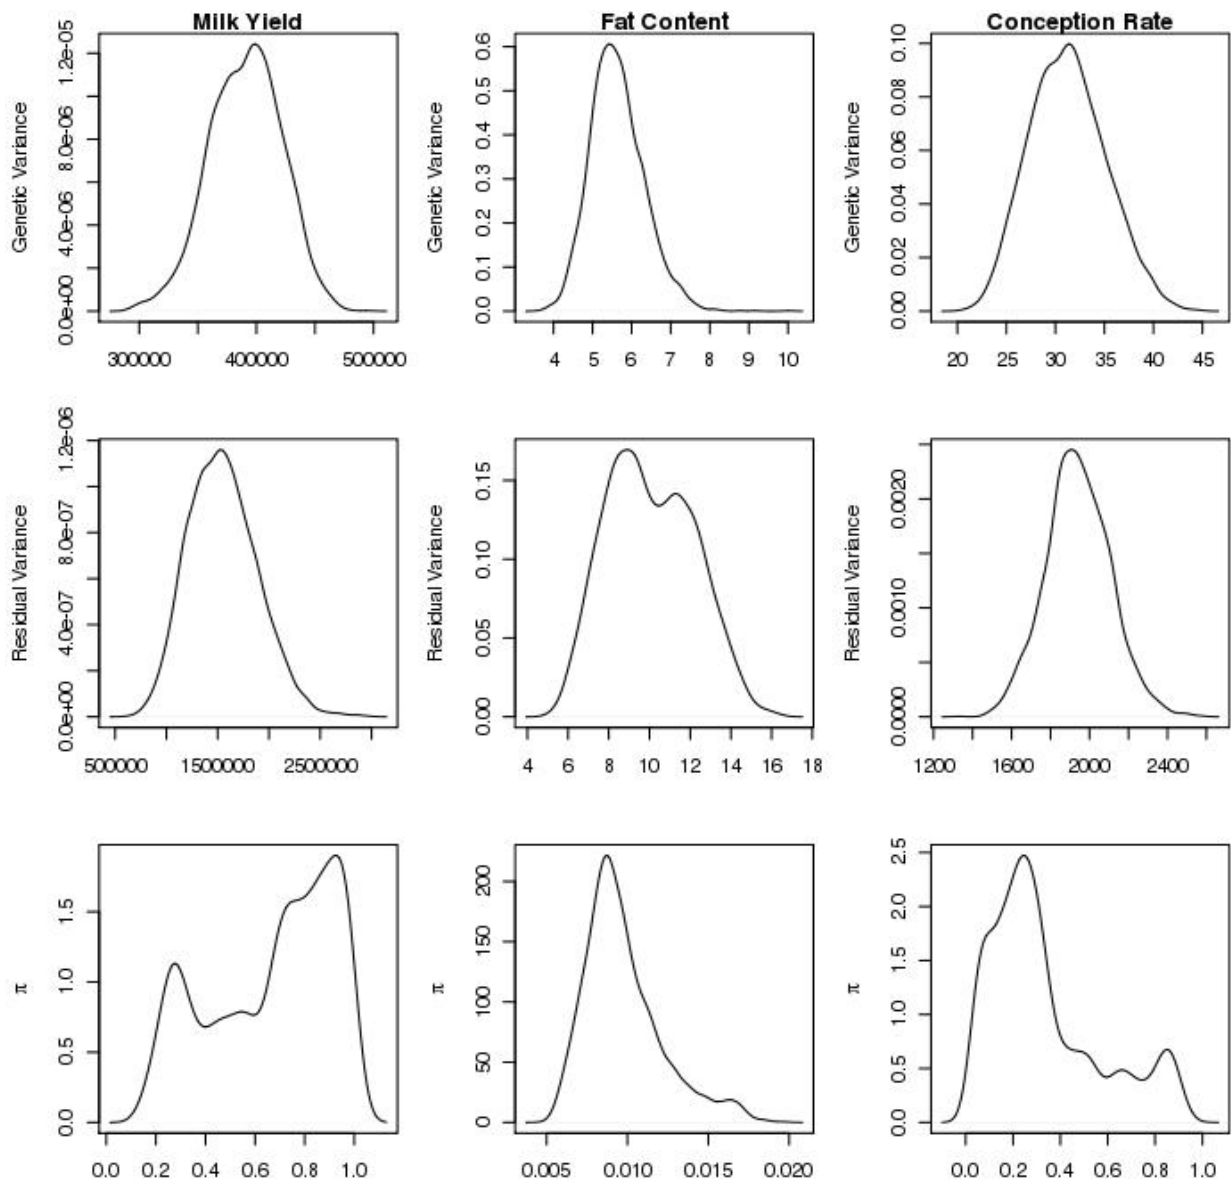 Milk Yield Fat Content Conception Rate
Genetic Variance
0.0e+00 4.0e-06 8.0e-06 1.2e-05
300000 400000 500000
Genetic Variance
0.0 0.1 0.2 0.3 0.4 0.5 0.6
4 5 6 7 8 9 10
Genetic Variance
0.00 0.02 0.04 0.06 0.08 0.10
20 25 30 35 40 45
Residual Variance
0.0e+00 4.0e-07 8.0e-07 1.2e-06
500000 1500000 2500000
Residual Variance
0.00 0.05 0.10 0.15
4 6 8 10 12 14 16 18
Residual Variance
0.0000 0.0010 0.0020
1200 1600 2000 2400
π
0.0 0.5 1.0 1.5
0.0 0.2 0.4 0.6 0.8 1.0
π
0 50 100 150 200
0.005 0.010 0.015 0.020
π
0.0 0.5 1.0 1.5 2.0 2.5
0.0 0.2 0.4 0.6 0.8 1.0